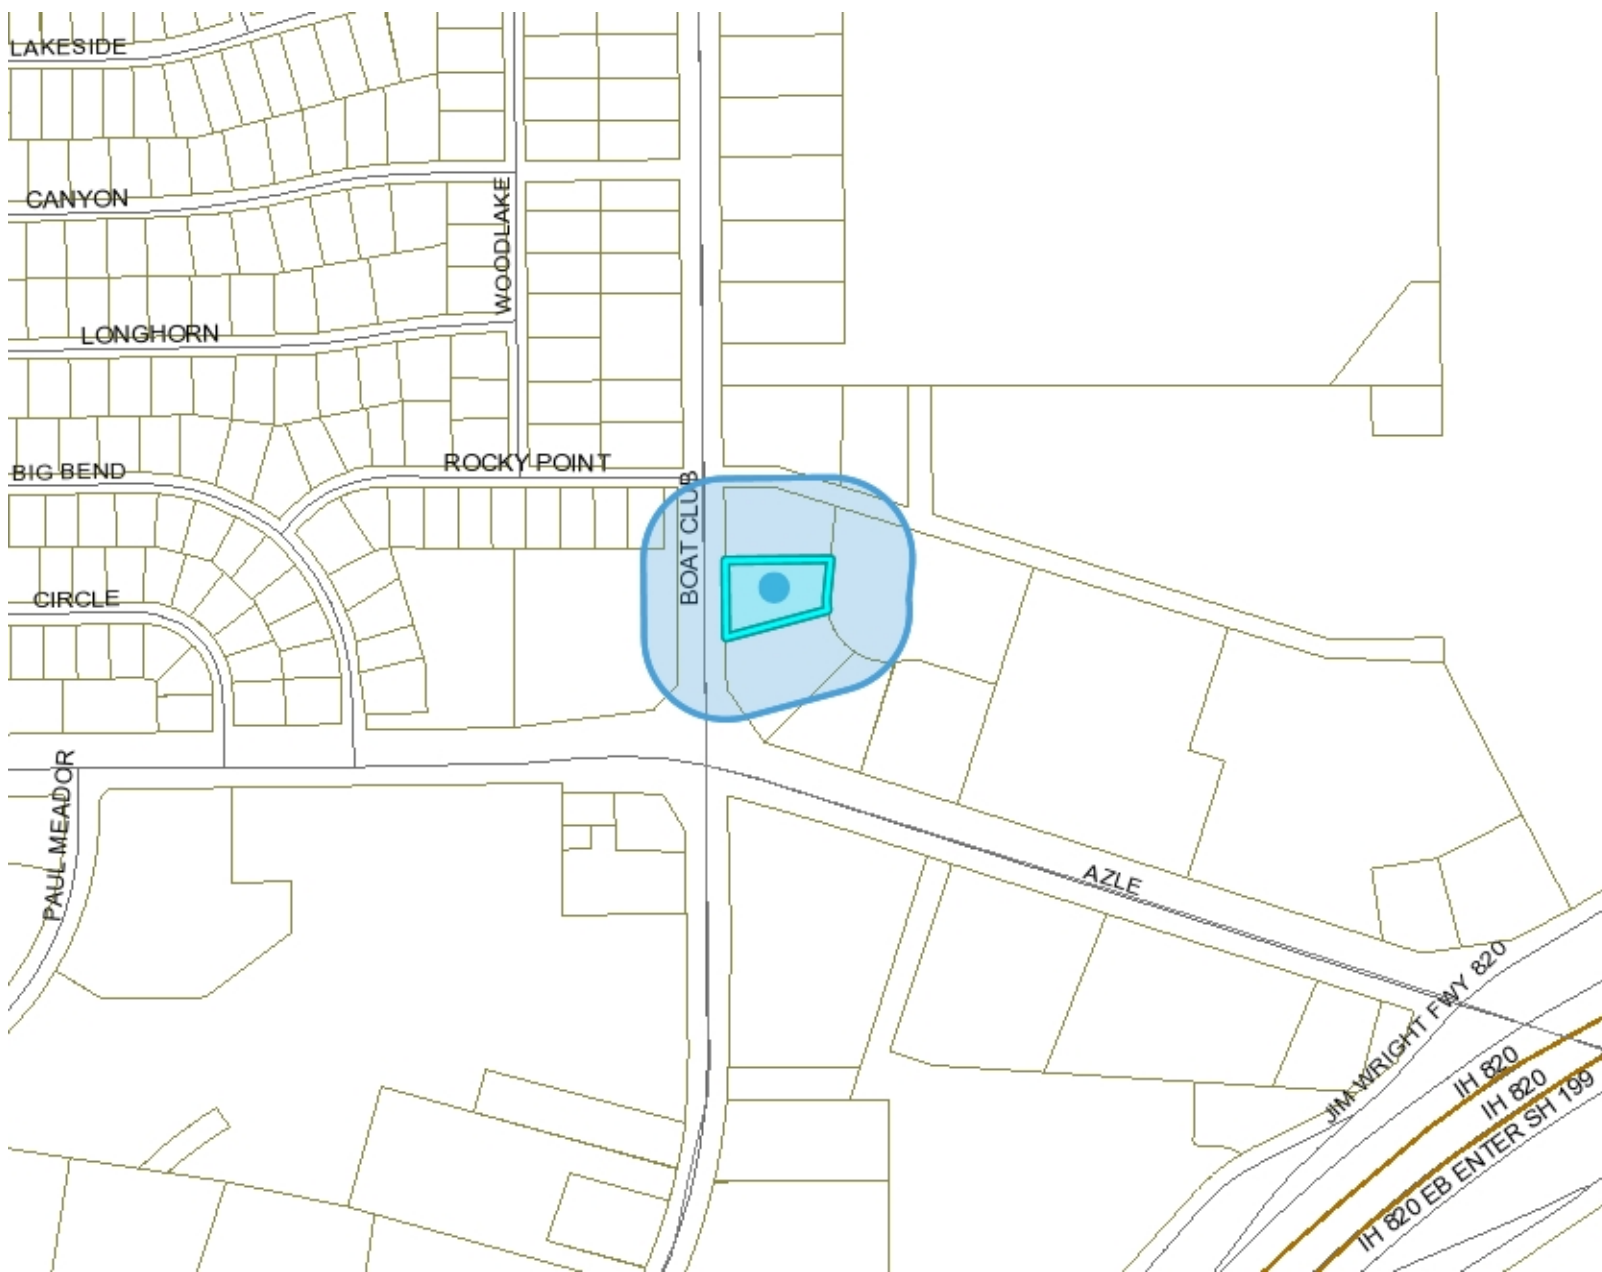 LAKESIDE
CANYON
WOODLAKE
LONGHORN
BIG BEND
ROCKY POINT
BOAT CLUB
CIRCLE
PAUL MEADOR
AZLE
JIM WRIGHT FWY 820
IH 820
IH 820
IH 820 EB ENTER SH 199